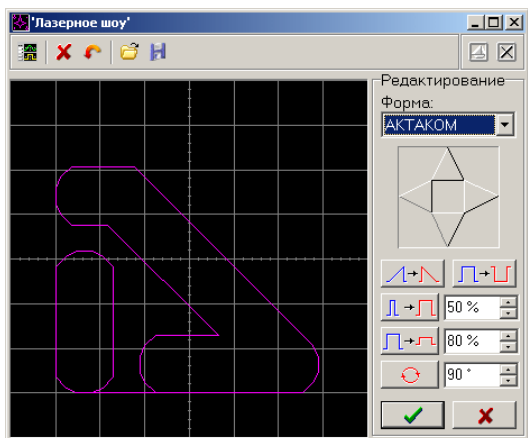 'Лазерное шоу'
Редактирование
Форма:
АКТАКОМ
50 %
80 %
90 °